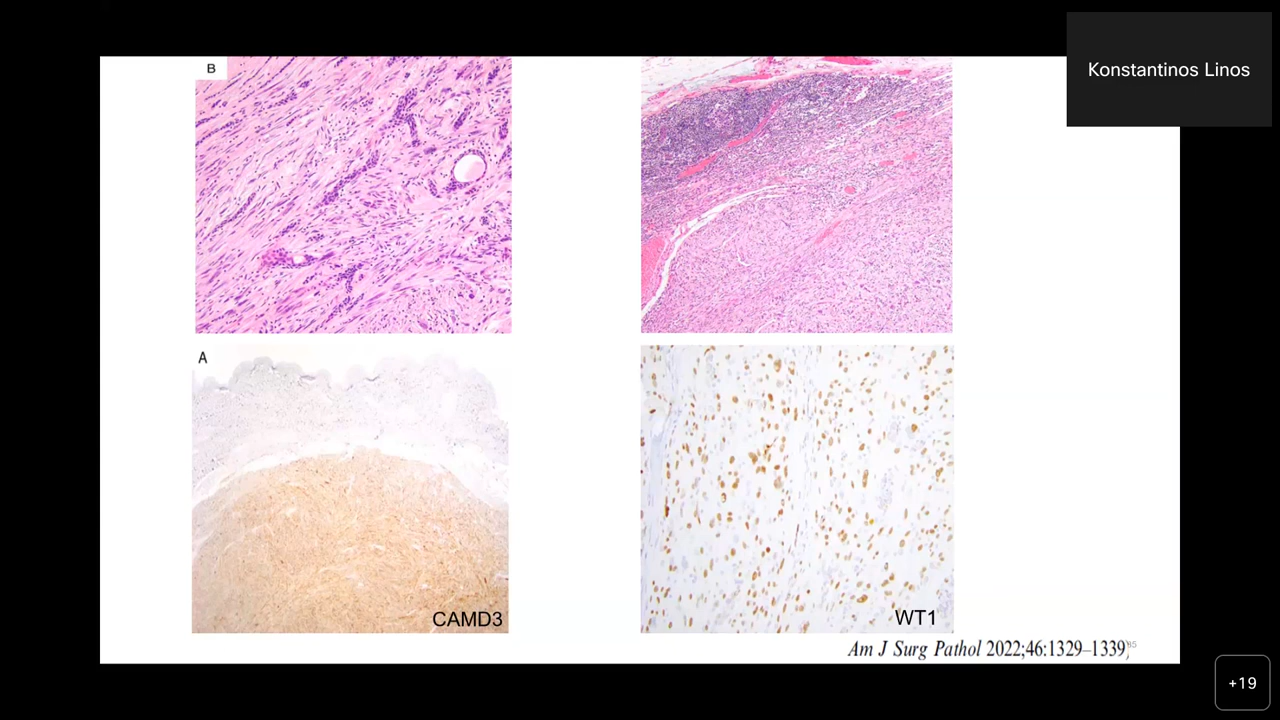 B
Konstantinos Linos
A
CAMD3
WT1
Am J Surg Pathol 2022;46:1329–1339)
+19